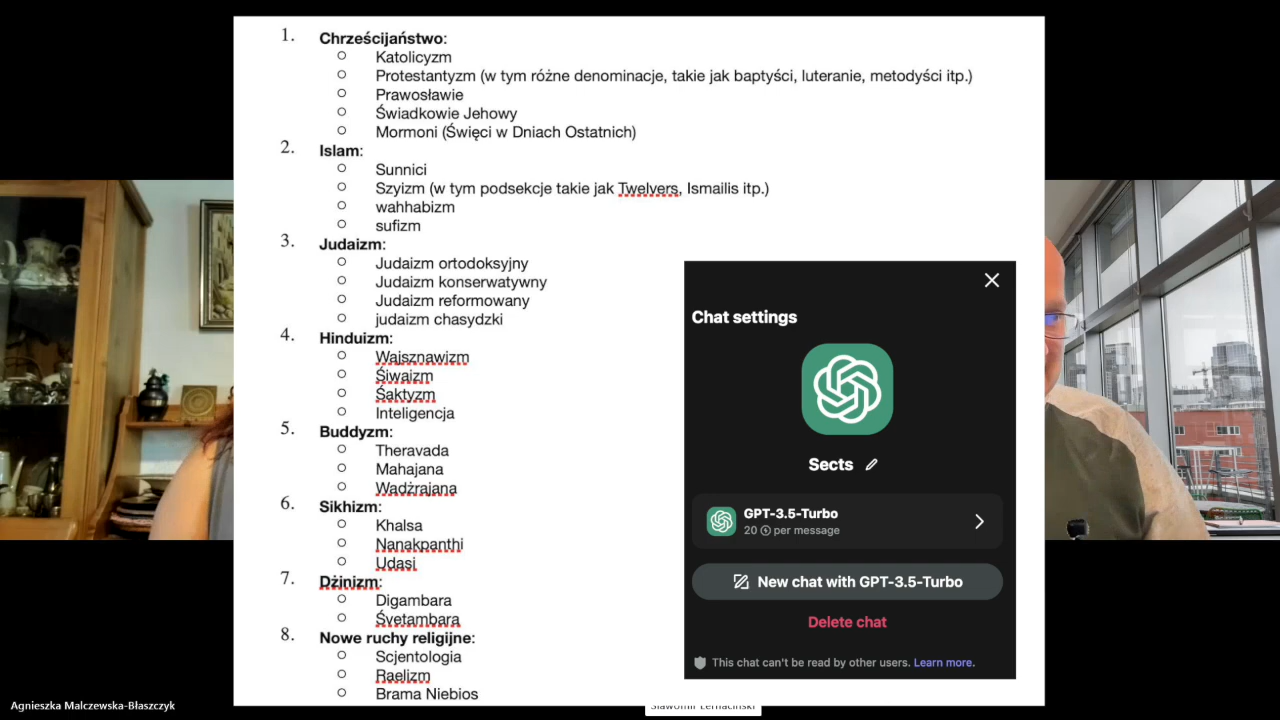 1. Chrześcijaństwo:
○ Katolicyzm
○ Protestantyzm (w tym różne denominacje, takie jak baptyści, luteranie, metodyści itp.)
○ Prawosławie
○ Świadkowie Jehowy
○ Mormoni (Święci w Dniach Ostatnich)
2. Islam:
○ Sunnici
○ Szyizm (w tym podsekcje takie jak Twelvers, Ismailis itp.)
○ wahhabizm
○ sufizm
3. Judaizm:
○ Judaizm ortodoksyjny
○ Judaizm konserwatywny
○ Judaizm reformowany
○ judaizm chasydzki
4. Hinduizm:
○ Wajsznawizm
○ Śiwaizm
○ Śaktyzm
○ Inteligencja
5. Buddyzm:
○ Theravada
○ Mahajana
○ Wadżrajana
6. Sikhizm:
○ Khalsa
○ Nanakpanthi
○ Udasi
7. Dżinizm:
○ Digambara
○ Śvetambara
8. Nowe ruchy religijne:
○ Scjentologia
○ Raelizm
○ Brama Niebios
Chat settings
Sects
GPT-3.5-Turbo
20 per message
New chat with GPT-3.5-Turbo
Delete chat
This chat can't be read by other users. Learn more.
Agnieszka Malczewska-Błaszczyk